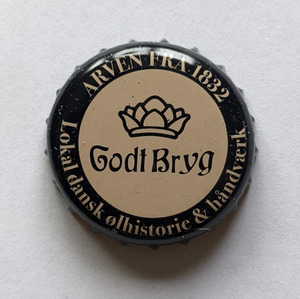 ARVEN FRA 1832
Godt Bryg
Lokal dansk ølhistorie & håndværk